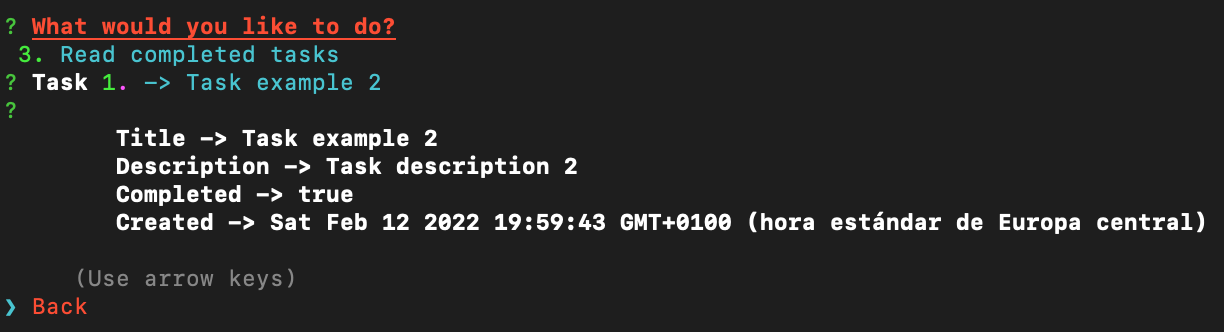 ? What would you like to do?
3. Read completed tasks
? Task 1. -> Task example 2
?
Title -> Task example 2
Description -> Task description 2
Completed -> true
Created -> Sat Feb 12 2022 19:59:43 GMT+0100 (hora estándar de Europa central)
(Use arrow keys)
❯ Back